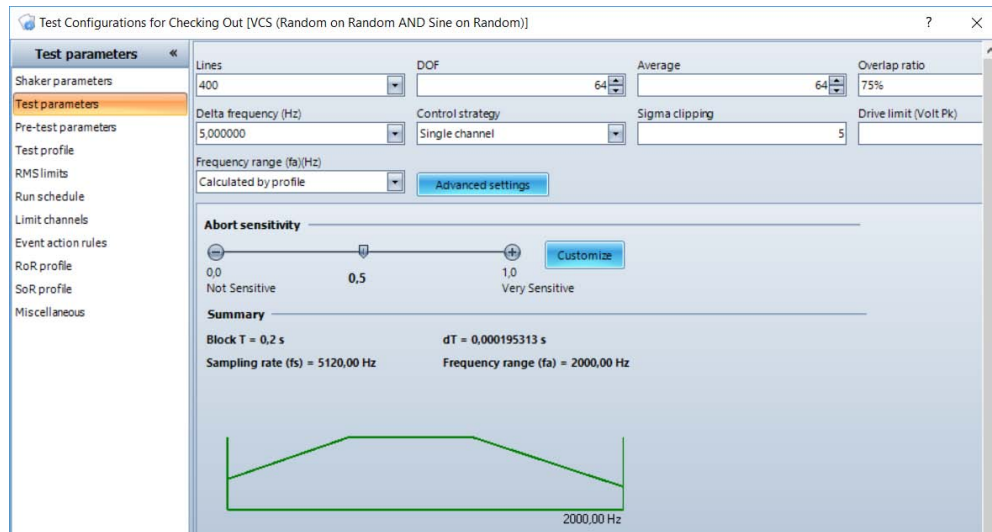 Test Configurations for Checking Out [VCS (Random on Random AND Sine on Random)]
Test parameters «
Shaker parameters
Test parameters
Pre-test parameters
Test profile
RMS limits
Run schedule
Limit channels
Event action rules
RoR profile
SoR profile
Miscellaneous
Lines DOF Average Overlap ratio
400 64 64 75%
Delta frequency (Hz) Control strategy Sigma clipping Drive limit (Volt Pk)
5,000000 Single channel 5
Frequency range (fa)(Hz)
Calculated by profile Advanced settings
Abort sensitivity
Customize
0,0 0,5 1,0
Not Sensitive Very Sensitive
Summary
Block T = 0,2 s dT = 0,000195313 s
Sampling rate (fs) = 5120,00 Hz Frequency range (fa) = 2000,00 Hz
2000,00 Hz